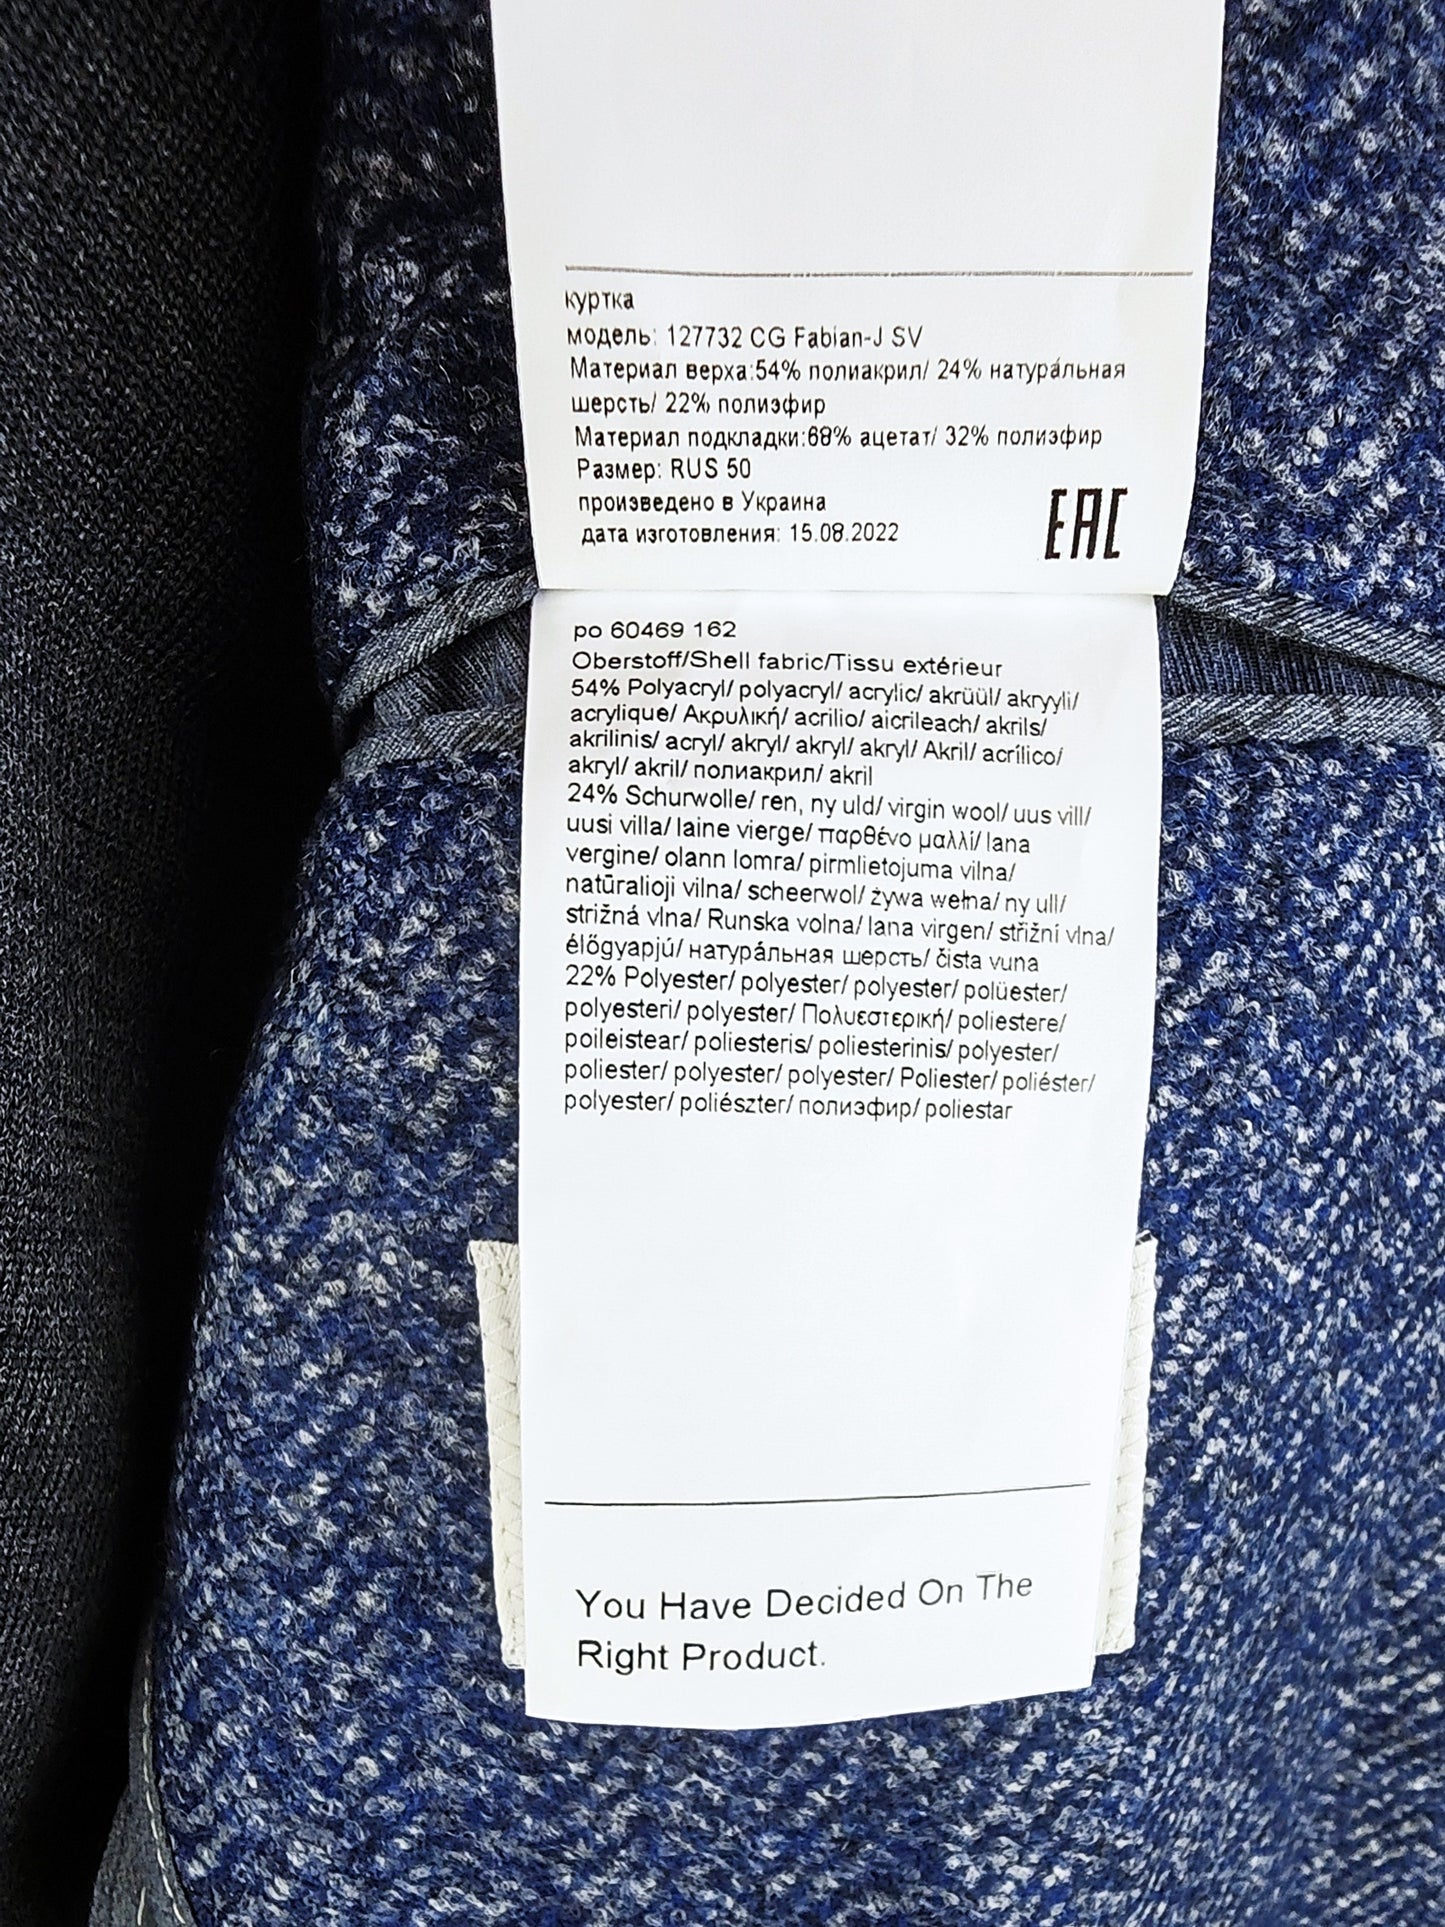 куртка
модель: 127732 CG Fabian-J SV
Материал верха:54% полиакрил/ 24% натура́льная
шерсть/ 22% полиэфир
Материал подкладки:68% ацетат/ 32% полиэфир
Размер: RUS 50
произведено в Украина
дата изготовления: 15.08.2022
EAC
po 60469 162
Oberstoff/Shell fabric/Tissu extérieur
54% Polyacryl/ polyacryl/ acrylic/ akrüül/ akryyli/
acrylique/ Ακρυλική/ acrilio/ aicrileach/ akrils/
akrilinis/ acryl/ akryl/ akryl/ akryl/ Akril/ acrílico/
akryl/ akril/ полиакрил/ akril
24% Schurwolle/ ren, ny uld/ virgin wool/ uus vill/
uusi villa/ laine vierge/ παρθένο μαλλί/ lana
vergine/ olann lomra/ pirmlietojuma vilna/
natūralioji vilna/ scheerwol/ żywa wełna/ ny ull/
strižná vlna/ Runska volna/ lana virgen/ střižní vlna/
élőgyapjú/ натура́льная шерсть/ čista vuna
22% Polyester/ polyester/ polyester/ polüester/
polyesteri/ polyester/ Πολυεστερική/ poliestere/
poileistear/ poliesteris/ poliesterinis/ polyester/
poliester/ polyester/ polyester/ Poliester/ poliéster/
polyester/ poliészter/ полиэфир/ poliestar
You Have Decided On The
Right Product.